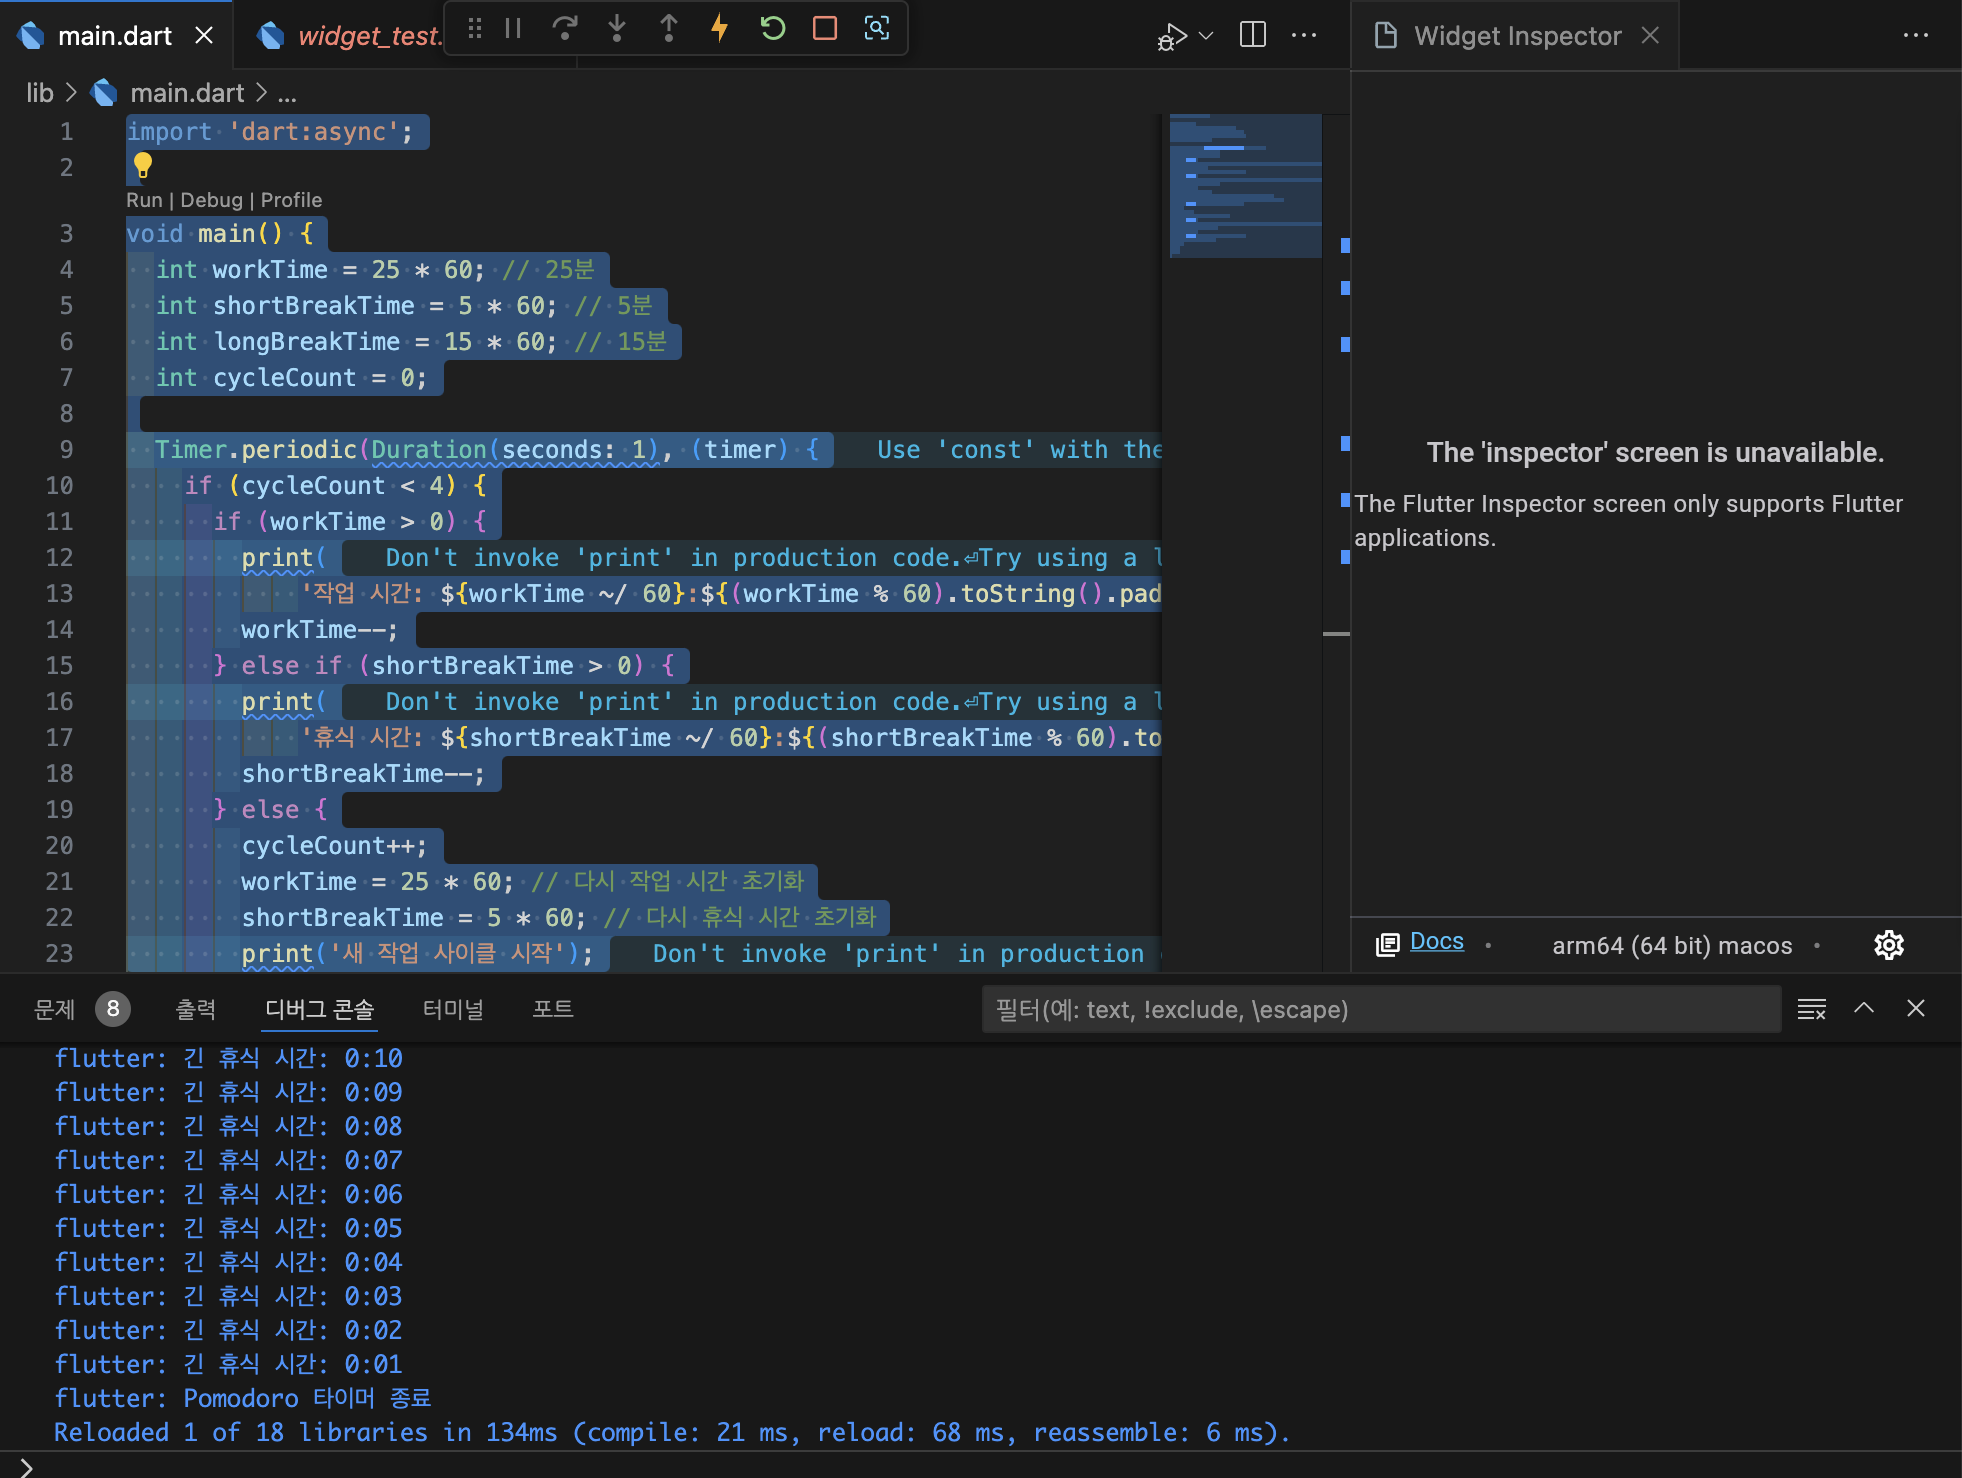 main.dart
widget_test.
Widget Inspector
lib > main.dart > ...
1 import 'dart:async';
2
Run | Debug | Profile
3 void main() {
4 int workTime = 25 * 60; // 25분
5 int shortBreakTime = 5 * 60; // 5분
6 int longBreakTime = 15 * 60; // 15분
7 int cycleCount = 0;
8
9 Timer.periodic(Duration(seconds: 1), (timer) { Use 'const' with the
10 if (cycleCount < 4) {
11 if (workTime > 0) {
12 print( Don't invoke 'print' in production code.⏎Try using a l
13 '작업 시간: ${workTime ~/ 60}:${(workTime % 60).toString().pad
14 workTime--;
15 } else if (shortBreakTime > 0) {
16 print( Don't invoke 'print' in production code.⏎Try using a l
17 '휴식 시간: ${shortBreakTime ~/ 60}:${(shortBreakTime % 60).to
18 shortBreakTime--;
19 } else {
20 cycleCount++;
21 workTime = 25 * 60; // 다시 작업 시간 초기화
22 shortBreakTime = 5 * 60; // 다시 휴식 시간 초기화
23 print('새 작업 사이클 시작'); Don't invoke 'print' in production
The 'inspector' screen is unavailable.
The Flutter Inspector screen only supports Flutter
applications.
Docs • arm64 (64 bit) macos •
문제 8 출력 디버그 콘솔 터미널 포트 필터(예: text, !exclude, \escape)
flutter: 긴 휴식 시간: 0:10
flutter: 긴 휴식 시간: 0:09
flutter: 긴 휴식 시간: 0:08
flutter: 긴 휴식 시간: 0:07
flutter: 긴 휴식 시간: 0:06
flutter: 긴 휴식 시간: 0:05
flutter: 긴 휴식 시간: 0:04
flutter: 긴 휴식 시간: 0:03
flutter: 긴 휴식 시간: 0:02
flutter: 긴 휴식 시간: 0:01
flutter: Pomodoro 타이머 종료
Reloaded 1 of 18 libraries in 134ms (compile: 21 ms, reload: 68 ms, reassemble: 6 ms).
>